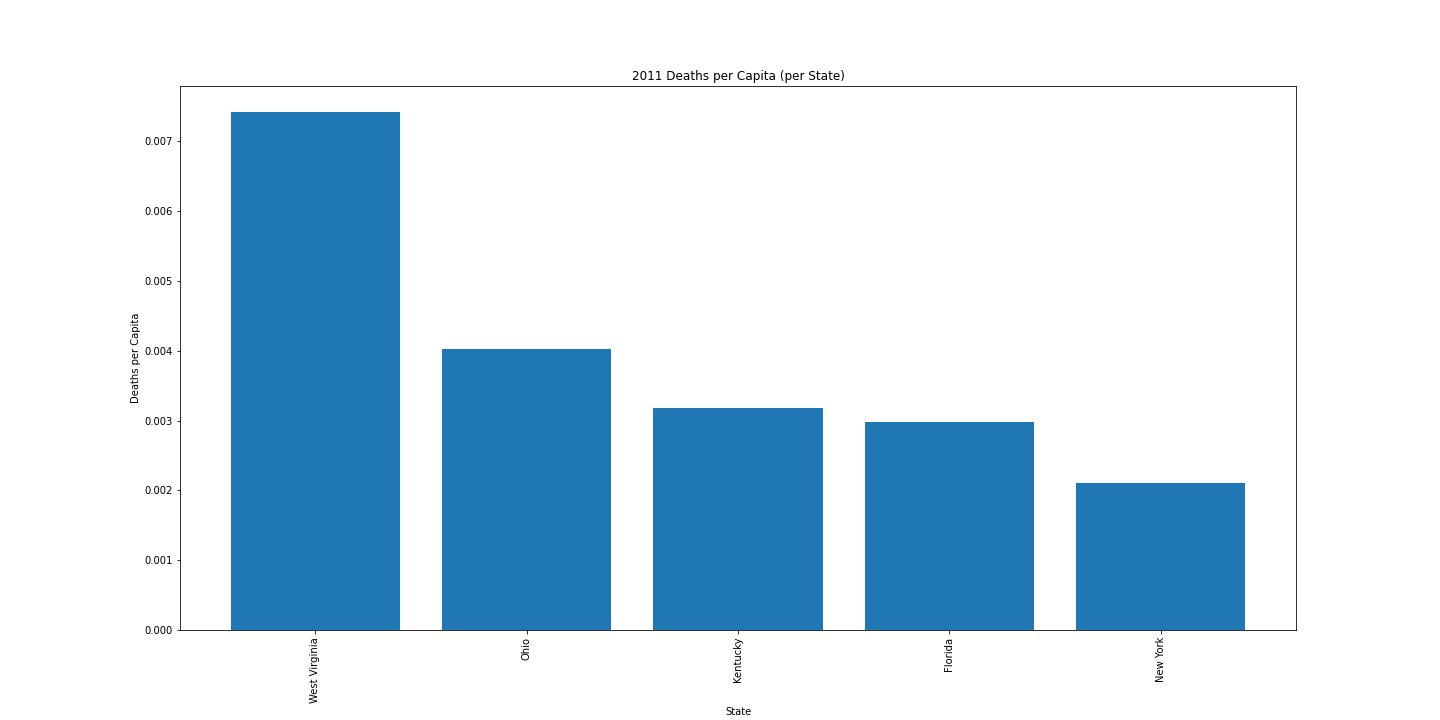 2011 Deaths per Capita (per State)
Deaths per Capita
0.007
0.006
0.005
0.004
0.003
0.002
0.001
0.000
West Virginia
Ohio
Kentucky
Florida
New York
State